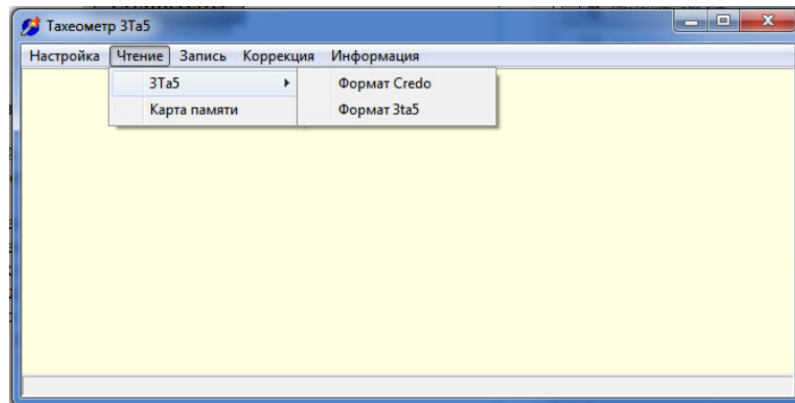 Тахеометр 3Та5
Настройка Чтение Запись Коррекция Информация
3Та5 Формат Credo
Карта памяти Формат 3ta5